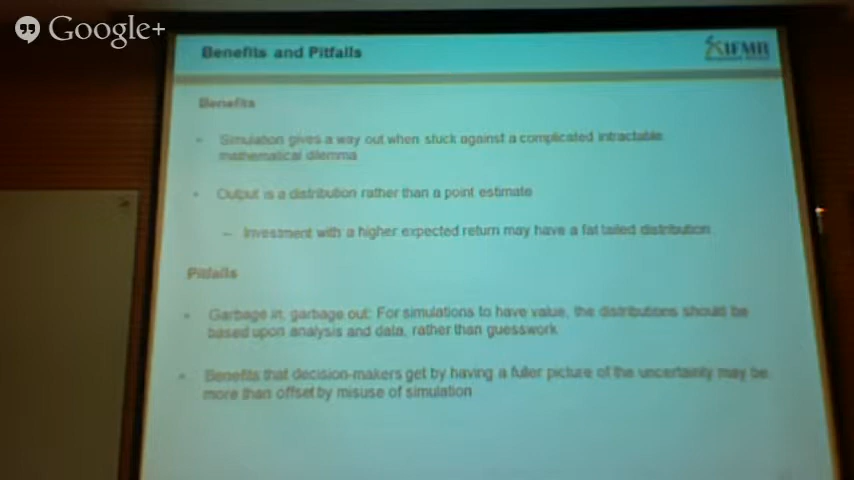 Google+
Benefits and Pitfalls
IFMR
Benefits
Simulation gives a way out when stuck against a complicated intractable
mathematical dilemma
Output is a distribution rather than a point estimate
– Investment with a higher expected return may have a fat tailed distribution
Pitfalls
Garbage in, garbage out: For simulations to have value, the distributions should be
based upon analysis and data, rather than guesswork
Benefits that decision-makers get by having a fuller picture of the uncertainty may be
more than offset by misuse of simulation